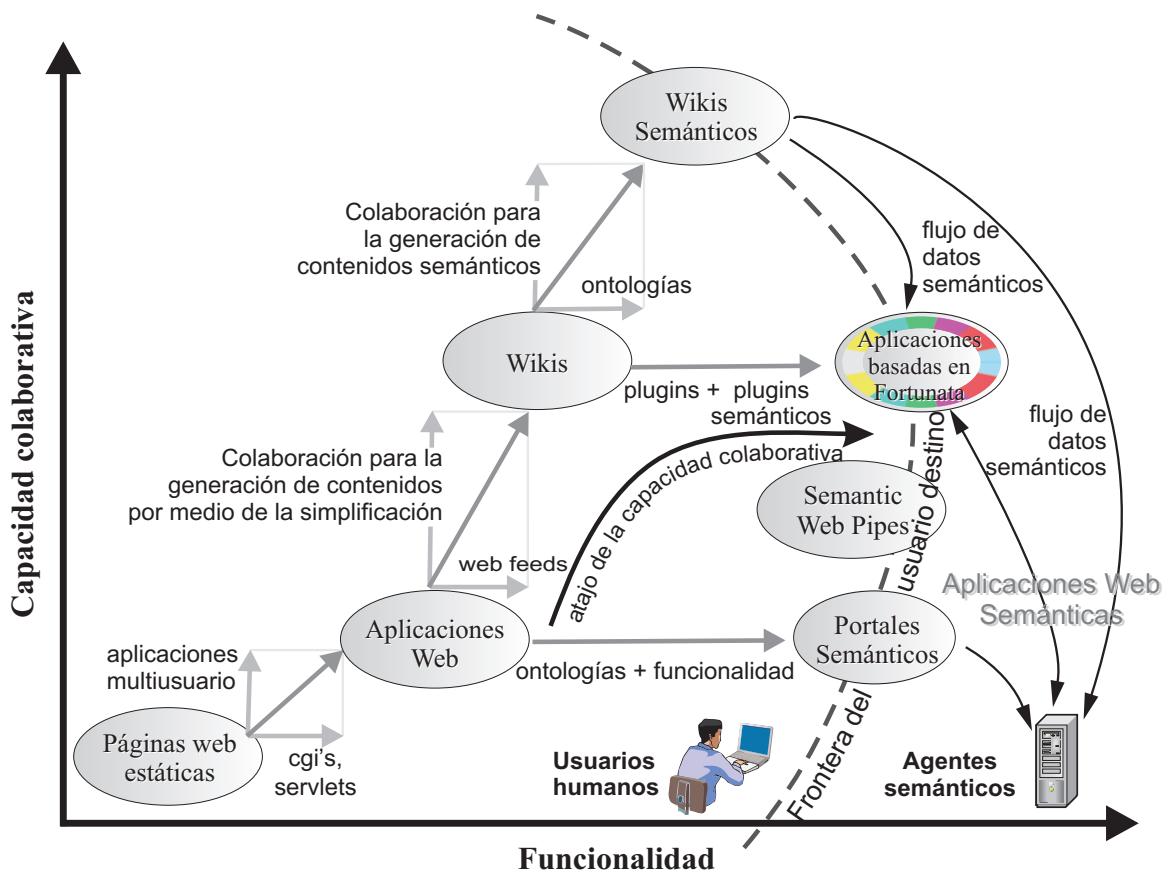 Wikis
Semánticos
Colaboración para
la generación de
contenidos semánticos
ontologías
flujo de
datos
semánticos
Capacidad colaborativa
Wikis
plugins + plugins
semánticos
Aplicaciones
basadas en
Fortunata
flujo de
datos
semánticos
Colaboración para la
generación de contenidos
por medio de la simplificación
web feeds
atajo de la capacidad colaborativa
Semantic
Web Pipes
Frontera del usuario destino
Aplicaciones Web
Semánticas
Aplicaciones
Web
ontologías + funcionalidad
Portales
Semánticos
aplicaciones
multiusuario
Páginas web
estáticas
cgi's,
servlets
Usuarios
humanos
Agentes
semánticos
Funcionalidad